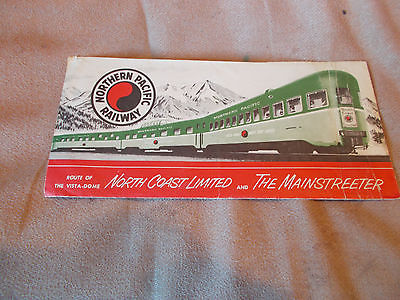 NORTHERN PACIFIC
RAILWAY
NORTHERN PACIFIC
ROUTE OF
THE VISTA-DOME
NORTH COAST LIMITED AND THE MAINSTREETER